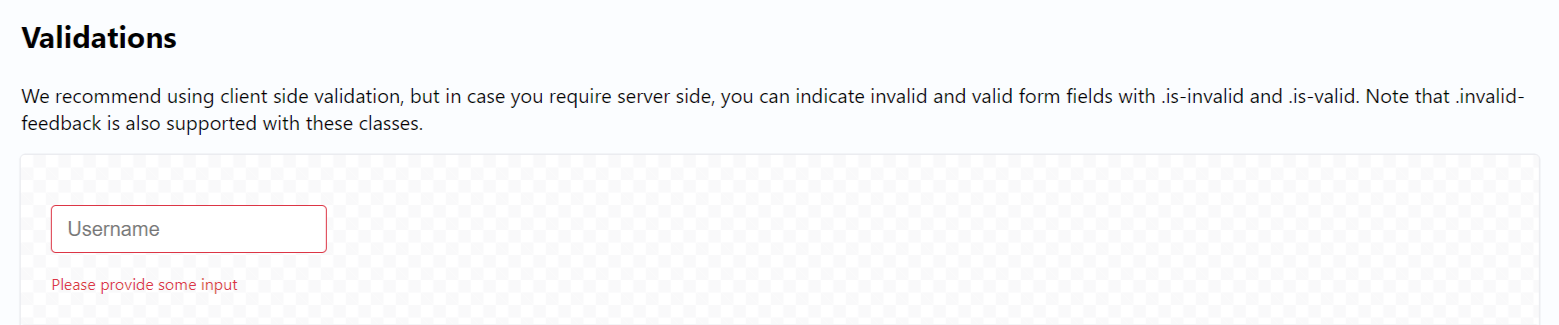 Validations
We recommend using client side validation, but in case you require server side, you can indicate invalid and valid form fields with .is-invalid and .is-valid. Note that .invalid-
feedback is also supported with these classes.
Username
Please provide some input